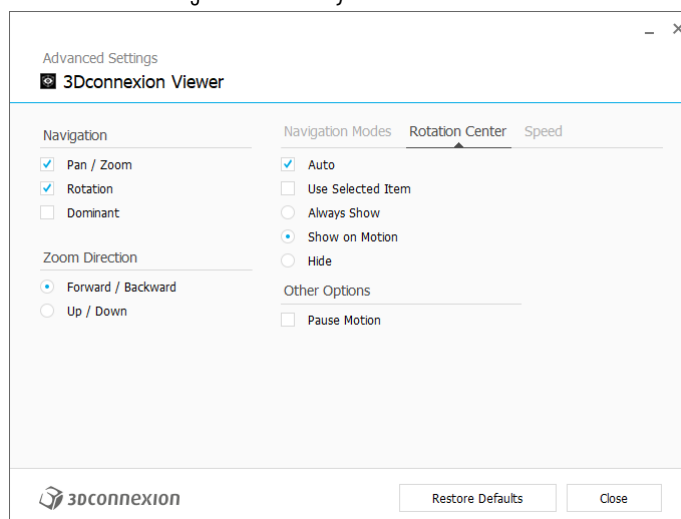 Advanced Settings
3Dconnexion Viewer
Navigation
Pan / Zoom
Rotation
Dominant
Zoom Direction
Forward / Backward
Up / Down
Navigation Modes Rotation Center Speed
Auto
Use Selected Item
Always Show
Show on Motion
Hide
Other Options
Pause Motion
3Dconnexion
Restore Defaults Close